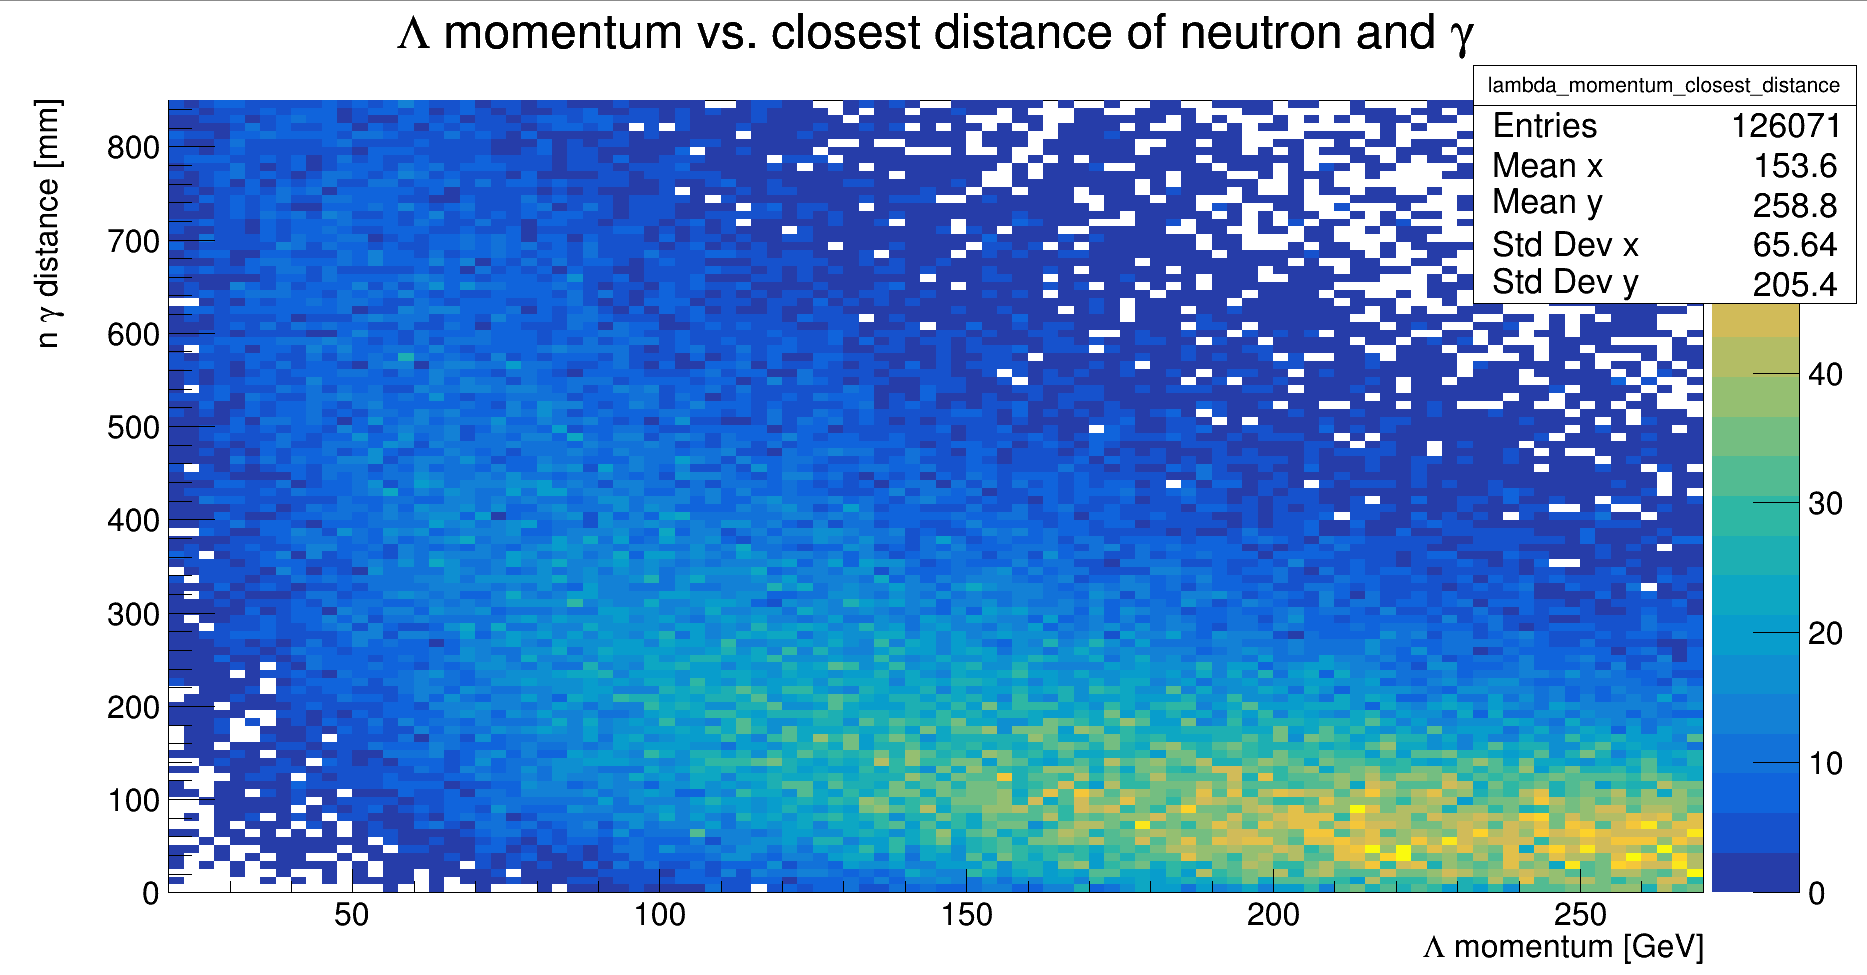 Λ momentum vs. closest distance of neutron and γ
lambda_momentum_closest_distance
Entries 126071
Mean x 153.6
Mean y 258.8
Std Dev x 65.64
Std Dev y 205.4
n γ distance [mm]
800
700
600
500
400
300
200
100
0
40
30
20
10
0
50 100 150 200 250
Λ momentum [GeV]